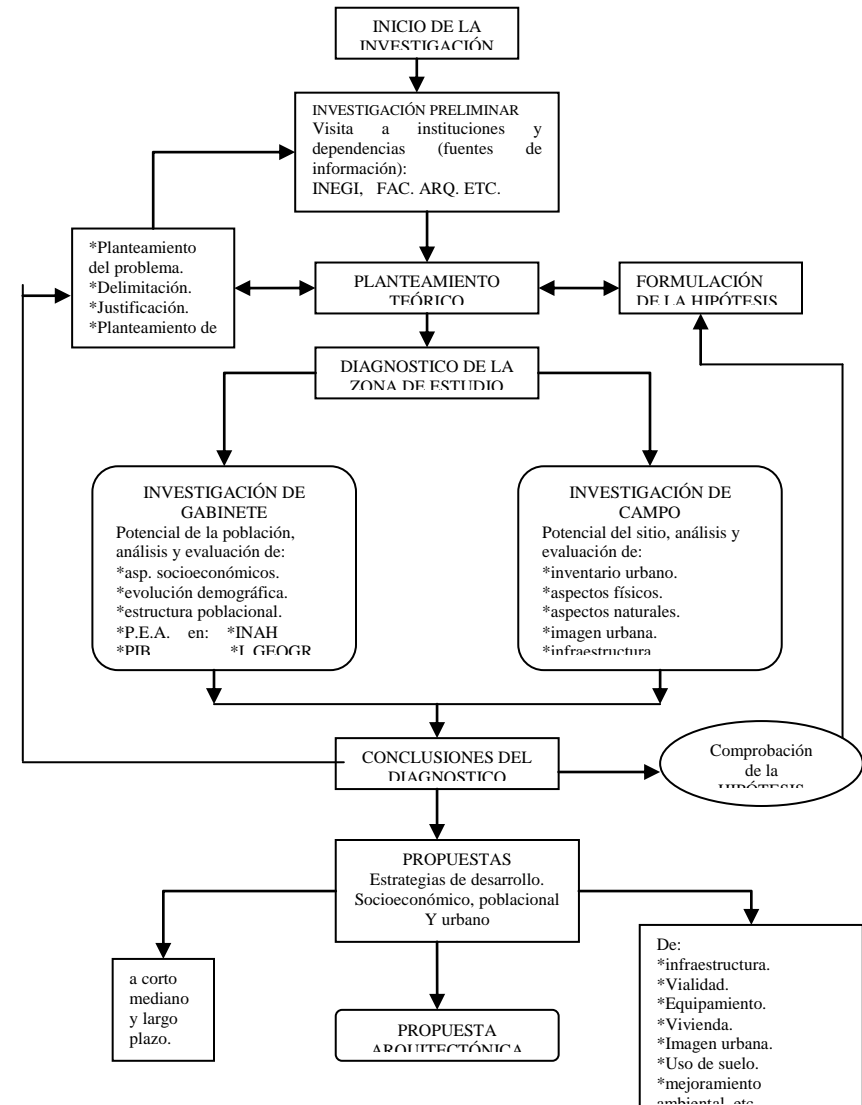 INICIO DE LA
INVESTIGACIÓN
INVESTIGACIÓN PRELIMINAR
Visita a instituciones y
dependencias (fuentes de
información):
INEGI, FAC. ARQ. ETC.
*Planteamiento
del problema.
*Delimitación.
*Justificación.
*Planteamiento de
PLANTEAMIENTO
TEÓRICO
FORMULACIÓN
DE LA HIPÓTESIS
DIAGNOSTICO DE LA
ZONA DE ESTUDIO
INVESTIGACIÓN DE
GABINETE
Potencial de la población,
análisis y evaluación de:
*asp. socioeconómicos.
*evolución demográfica.
*estructura poblacional.
*P.E.A. en: *INAH
*PIB *I. GEOGR
INVESTIGACIÓN DE
CAMPO
Potencial del sitio, análisis y
evaluación de:
*inventario urbano.
*aspectos físicos.
*aspectos naturales.
*imagen urbana.
*infraestructura
CONCLUSIONES DEL
DIAGNOSTICO
Comprobación
de la
HIPÓTESIS
PROPUESTAS
Estrategias de desarrollo.
Socioeconómico, poblacional
Y urbano
a corto
mediano
y largo
plazo.
PROPUESTA
ARQUITECTÓNICA
De:
*infraestructura.
*Vialidad.
*Equipamiento.
*Vivienda.
*Imagen urbana.
*Uso de suelo.
*mejoramiento
ambiental, etc